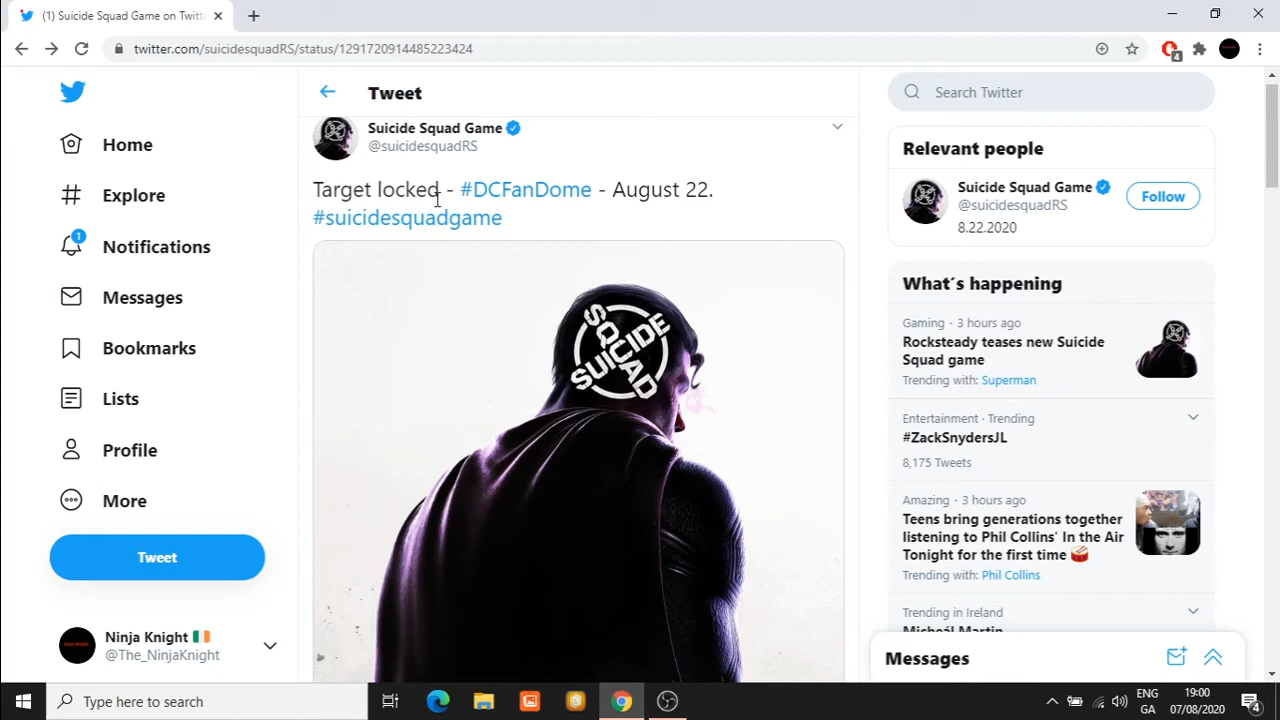 (1) Suicide Squad Game on Twitt
twitter.com/suicidesquadRS/status/1291720914485223424
4
Home
Explore
1
Notifications
Messages
Bookmarks
Lists
Profile
More
Tweet
Ninja Knight
@The_NinjaKnight
Tweet
Suicide Squad Game
@suicidesquadRS
Target locked - #DCFanDome - August 22.
#suicidesquadgame
SUICIDE
SQUAD
Search Twitter
Relevant people
Suicide Squad Game
@suicidesquadRS
Follow
8.22.2020
What´s happening
Gaming · 3 hours ago
Rocksteady teases new Suicide
Squad game
Trending with: Superman
Entertainment · Trending
#ZackSnydersJL
8,175 Tweets
Amazing · 3 hours ago
Teens bring generations together
listening to Phil Collins' In the Air
Tonight for the first time 🥁
Trending with: Phil Collins
Trending in Ireland
Micheál Martin
Messages
Type here to search
ENG
GA
19:00
07/08/2020
4